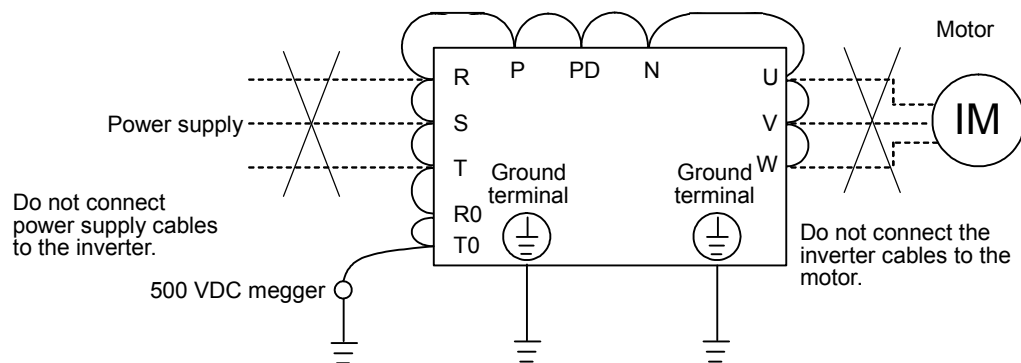 Motor
P PD N
R U
Power supply S V IM
T W
Ground
terminal
Ground
terminal
Do not connect
power supply cables
to the inverter.
R0
T0
Do not connect the
inverter cables to the
motor.
500 VDC megger